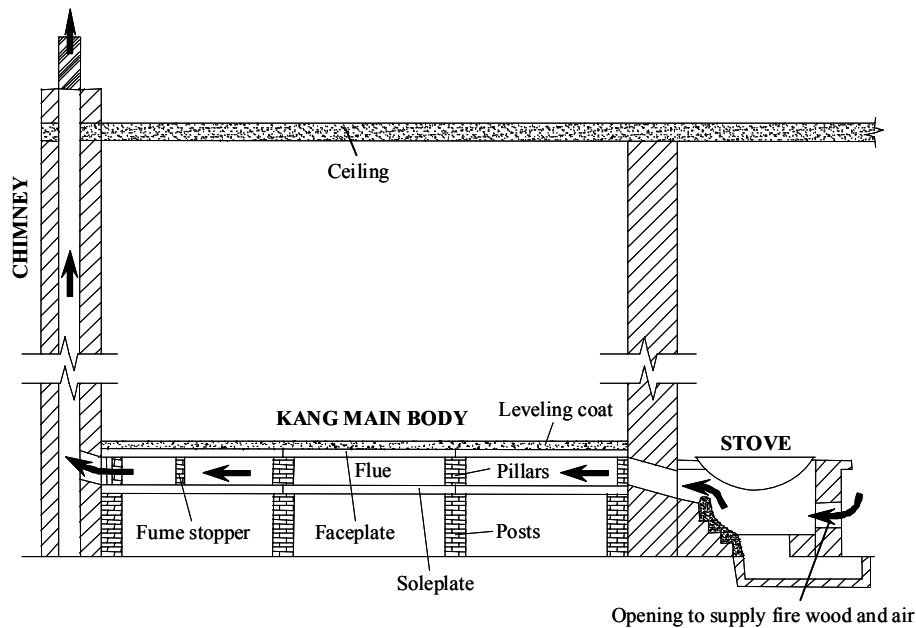 Ceiling
CHIMNEY
KANG MAIN BODY
Leveling coat
STOVE
Flue
Pillars
Fume stopper
Faceplate
Posts
Soleplate
Opening to supply fire wood and air